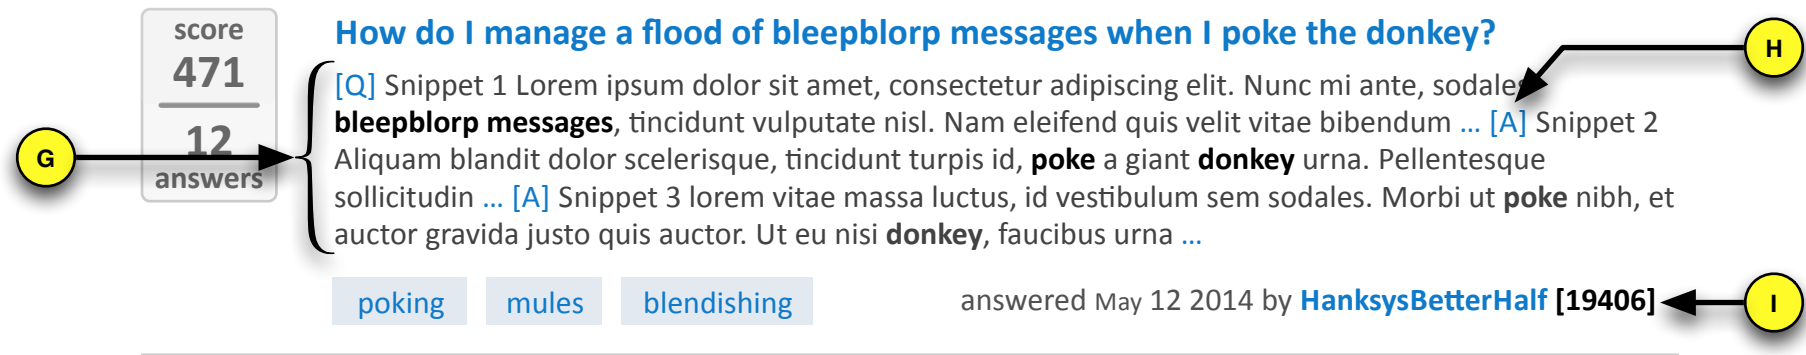 score
471
12
answers
How do I manage a flood of bleepblorp messages when I poke the donkey?
[Q] Snippet 1 Lorem ipsum dolor sit amet, consectetur adipiscing elit. Nunc mi ante, sodales
bleepblorp messages, tincidunt vulputate nisl. Nam eleifend quis velit vitae bibendum ... [A] Snippet 2
Aliquam blandit dolor scelerisque, tincidunt turpis id, poke a giant donkey urna. Pellentesque
sollicitudin ... [A] Snippet 3 lorem vitae massa luctus, id vestibulum sem sodales. Morbi ut poke nibh, et
auctor gravida justo quis auctor. Ut eu nisi donkey, faucibus urna ...
poking mules blendishing
answered May 12 2014 by HanksysBetterHalf [19406]
G
H
I